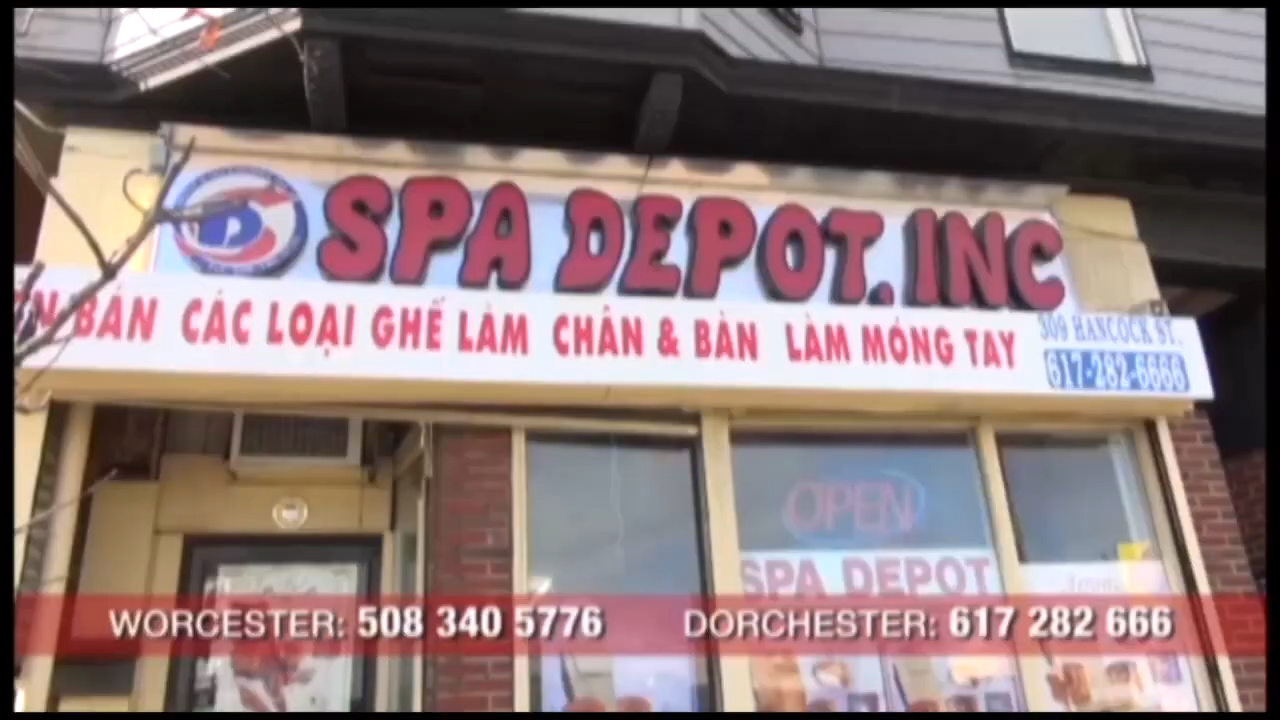 SPA DEPOT. INC
BÁN CÁC LOẠI GHẾ LÀM CHÂN & BÀN LÀM MÓNG TAY
309 HANCOCK ST.
617-282-6666
OPEN
SPA DEPOT
WORCESTER: 508 340 5776 DORCHESTER: 617 282 666